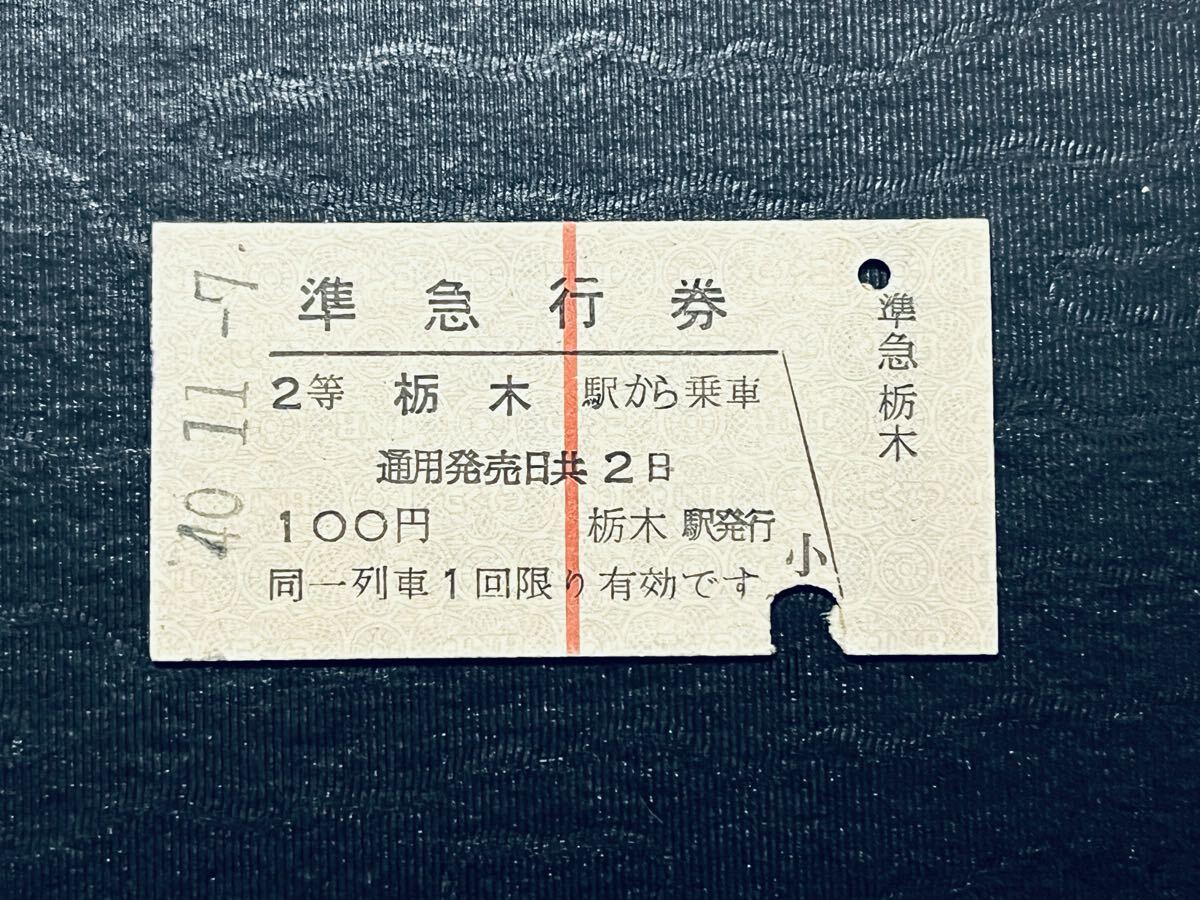 準急行券
2等 栃木 駅から乗車
通用発売日共2日
100円 栃木 駅発行
同一列車1回限り有効です
小
準急 栃木
40 11 -7.